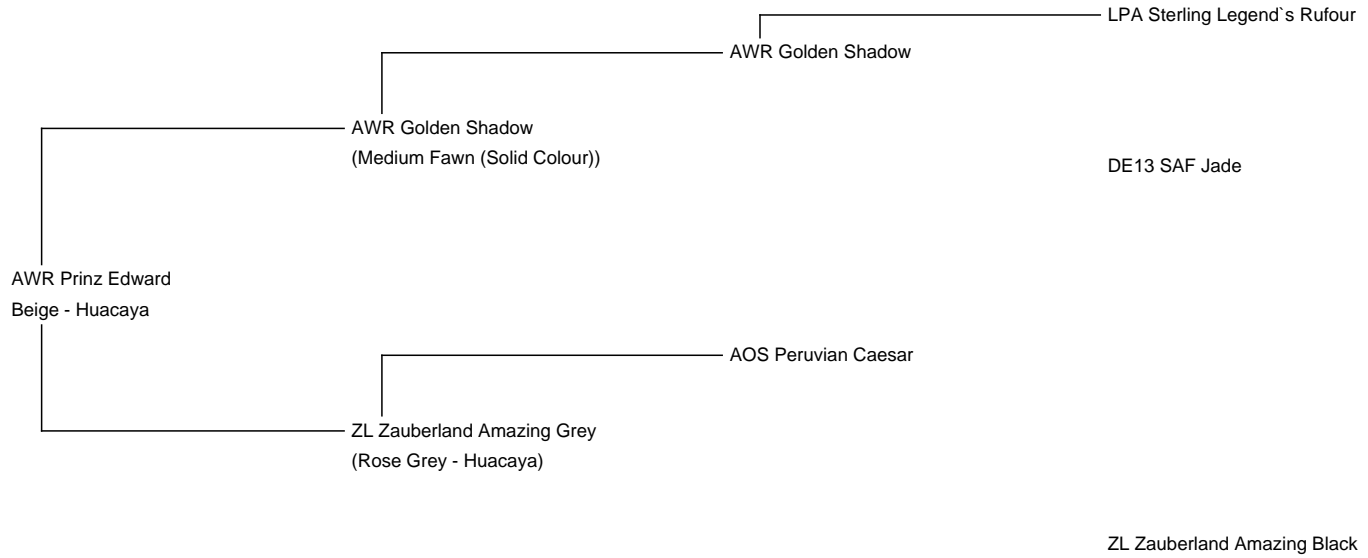 LPA Sterling Legend`s Rufour
AWR Golden Shadow
AWR Golden Shadow
(Medium Fawn (Solid Colour))
DE13 SAF Jade
AWR Prinz Edward
Beige - Huacaya
AOS Peruvian Caesar
ZL Zauberland Amazing Grey
(Rose Grey - Huacaya)
ZL Zauberland Amazing Black